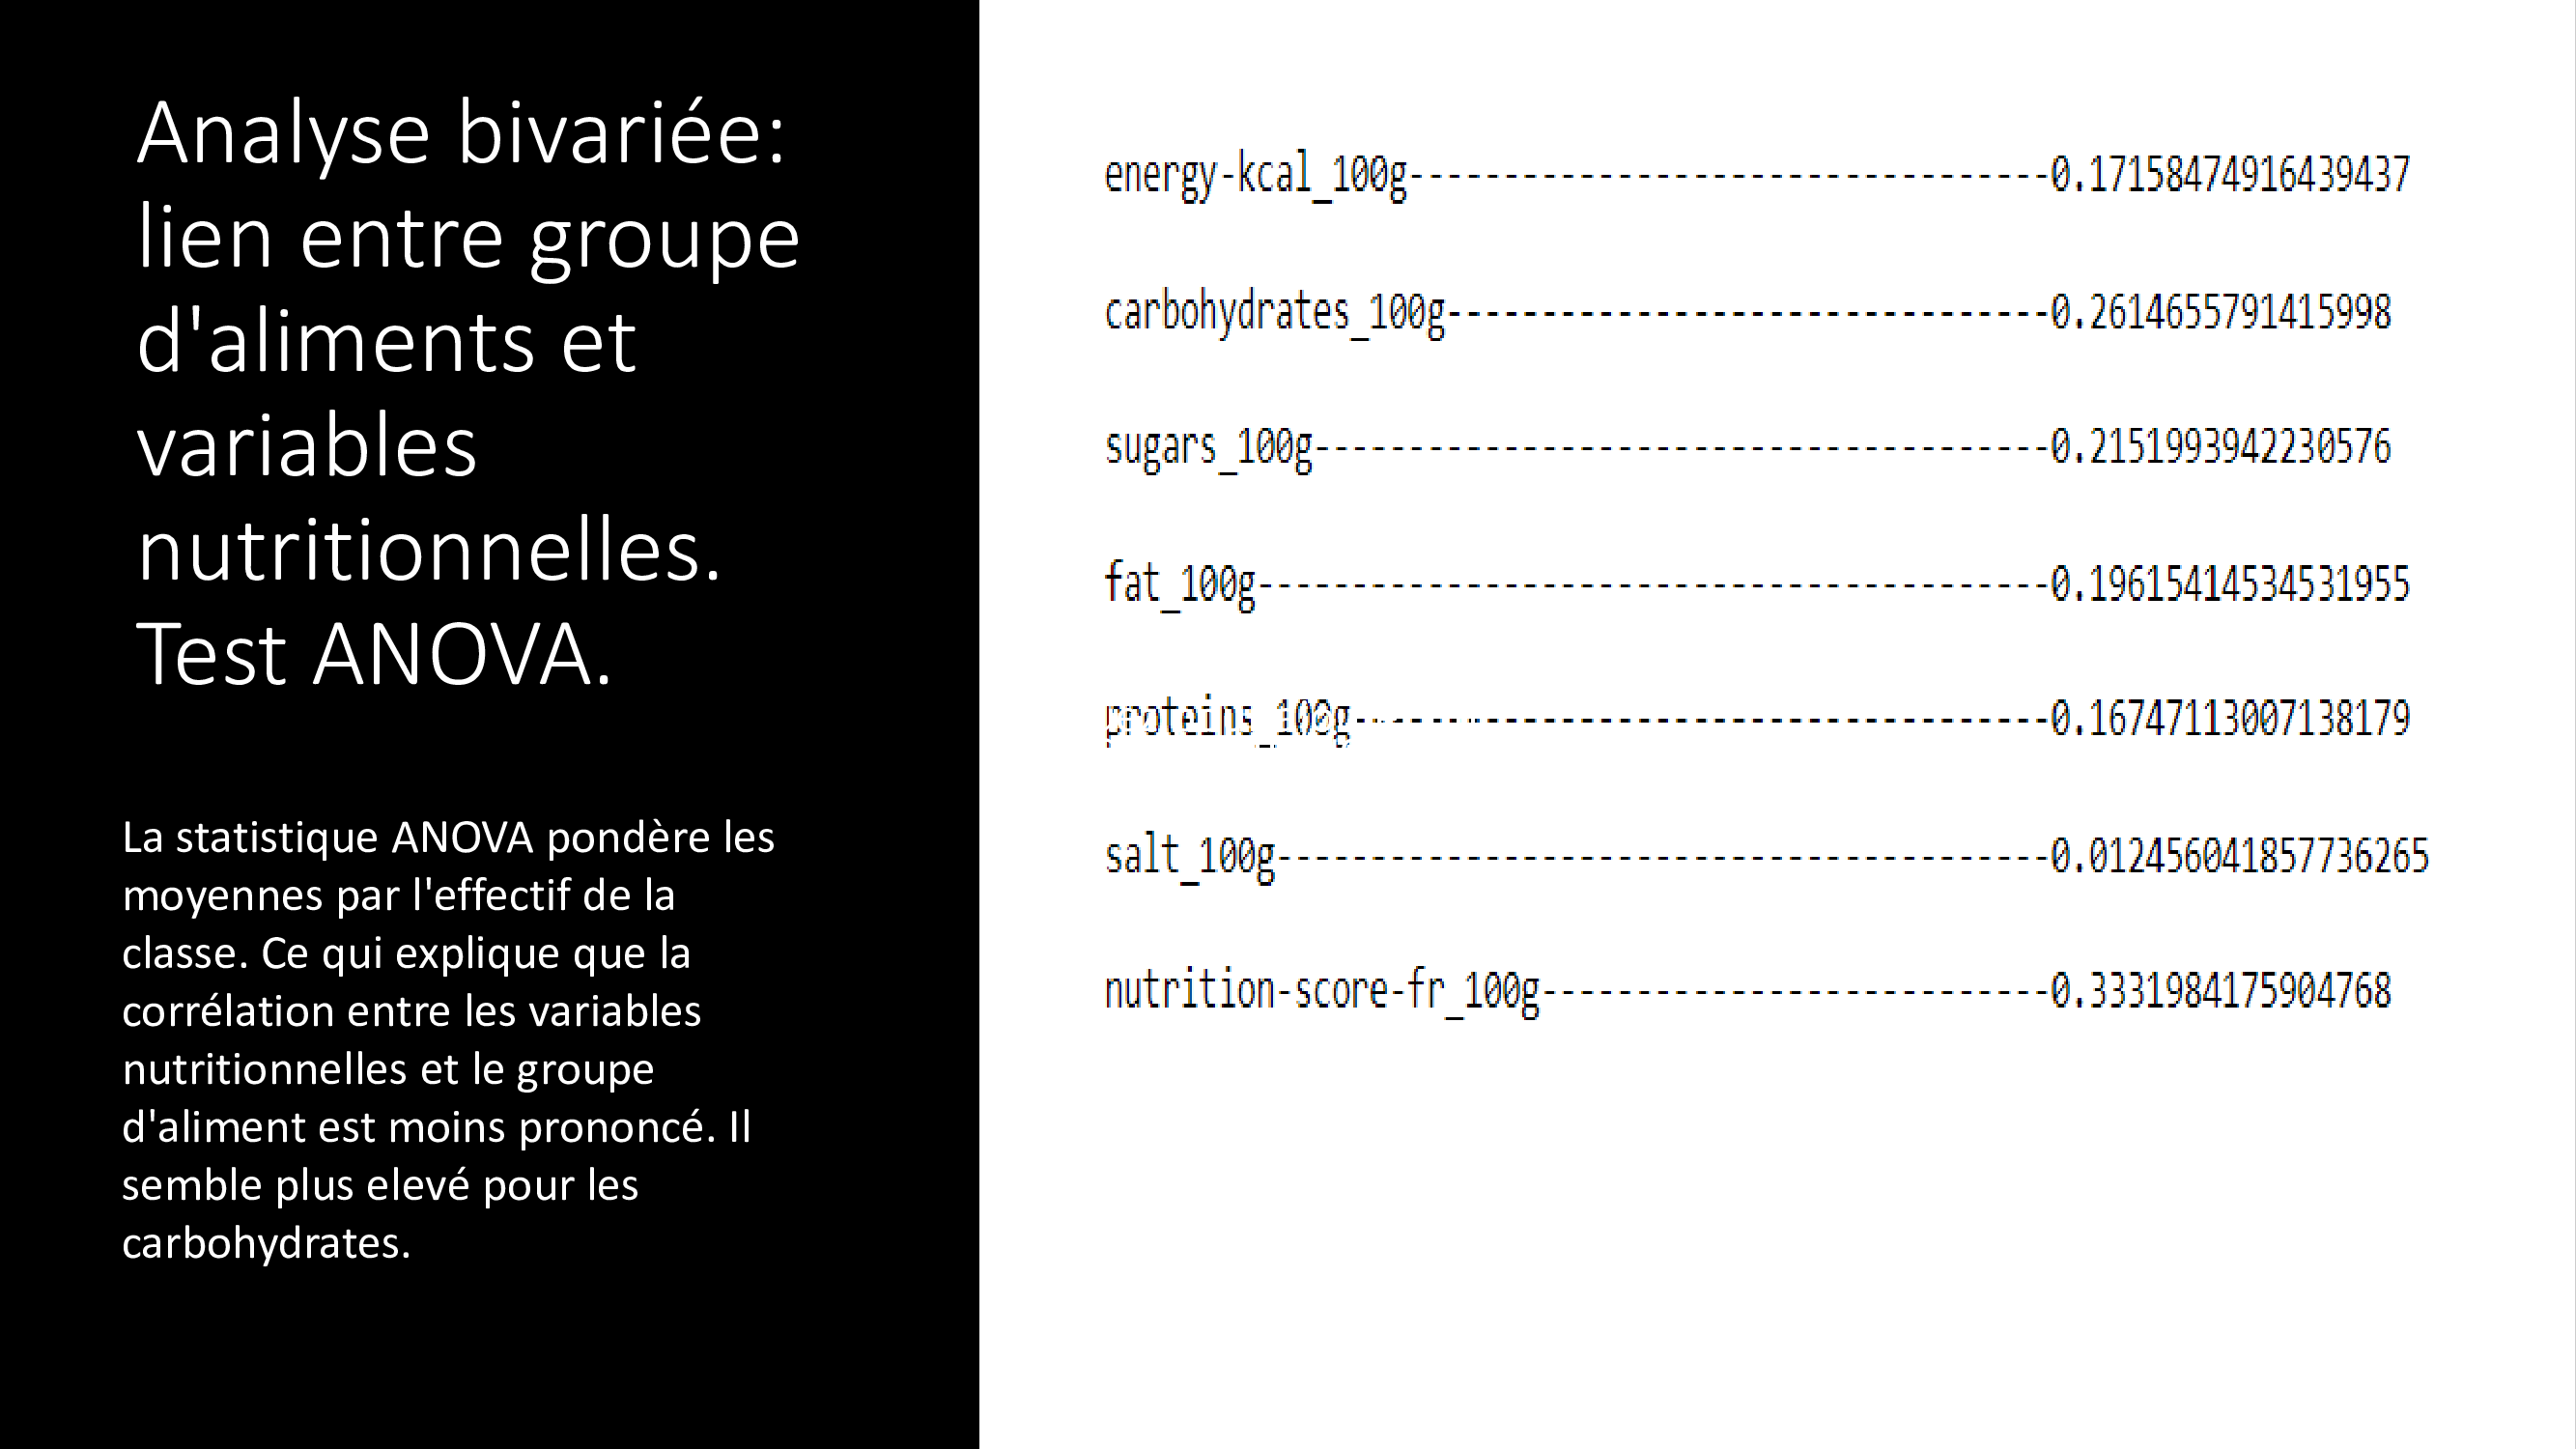 Analyse bivariée:
lien entre groupe
d'aliments et
variables
nutritionnelles.
Test ANOVA.
La statistique ANOVA pondère les
moyennes par l'effectif de la
classe. Ce qui explique que la
corrélation entre les variables
nutritionnelles et le groupe
d'aliment est moins prononcé. Il
semble plus elevé pour les
carbohydrates.
energy-kcal_100g----------------------------------0.17158474916439437
carbohydrates_100g--------------------------------0.2614655791415998
sugars_100g---------------------------------------0.2151993942230576
fat_100g------------------------------------------0.19615414534531955
proteins_100g-------------------------------------0.16747113007138179
salt_100g-----------------------------------------0.012456041857736265
nutrition-score-fr_100g---------------------------0.3331984175904768